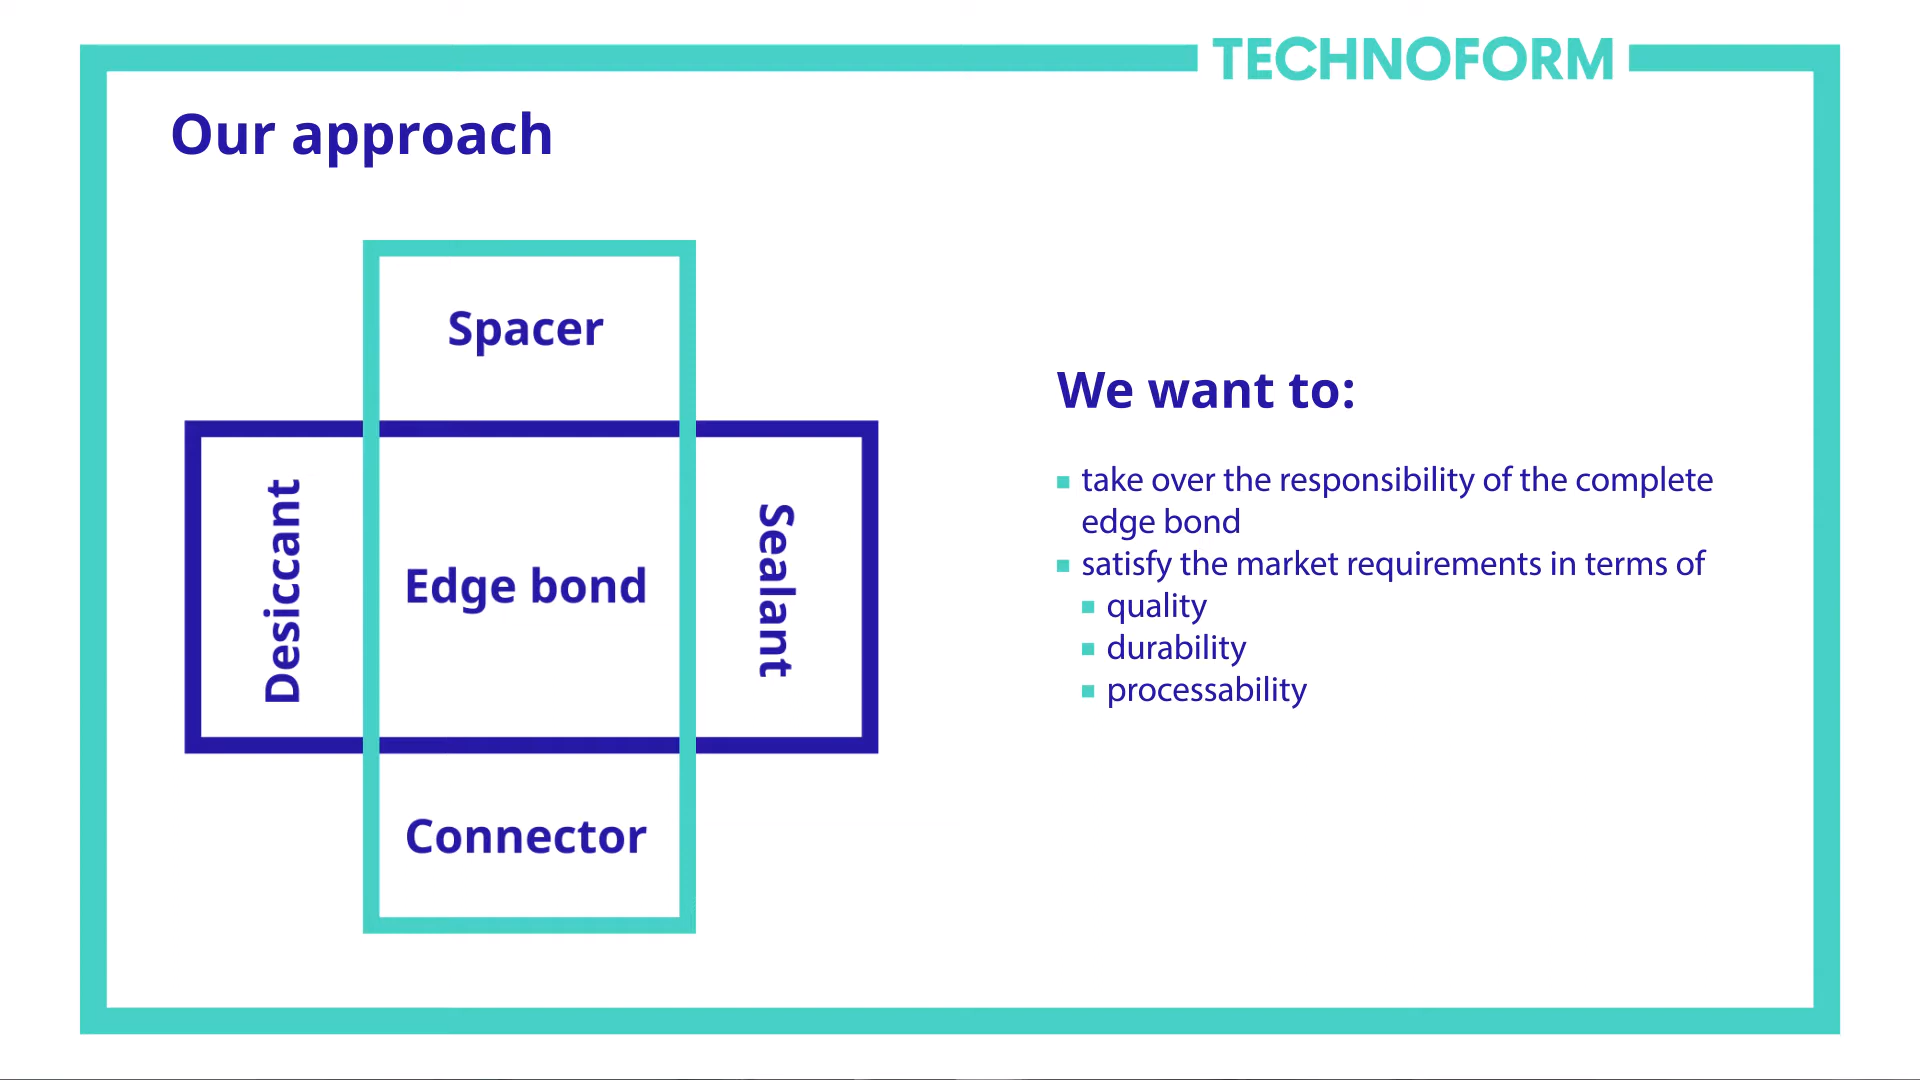 TECHNOFORM
Our approach
Spacer
Desiccant
Edge bond
Sealant
Connector
We want to:
take over the responsibility of the complete
edge bond
satisfy the market requirements in terms of
quality
durability
processability